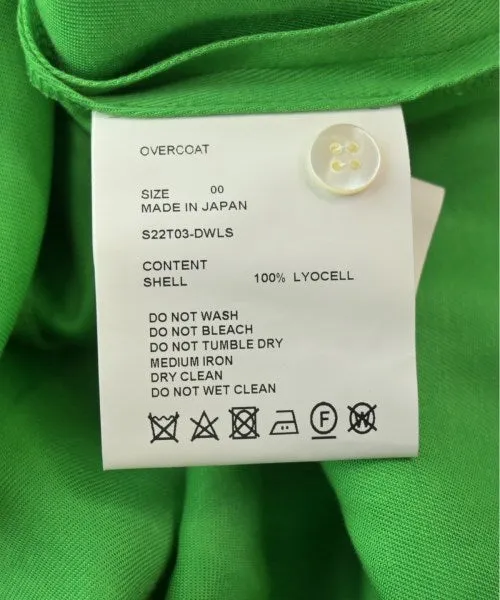 OVERCOAT
SIZE 00
MADE IN JAPAN
S22T03-DWLS
CONTENT
SHELL 100% LYOCELL
DO NOT WASH
DO NOT BLEACH
DO NOT TUMBLE DRY
MEDIUM IRON
DRY CLEAN
DO NOT WET CLEAN
F W